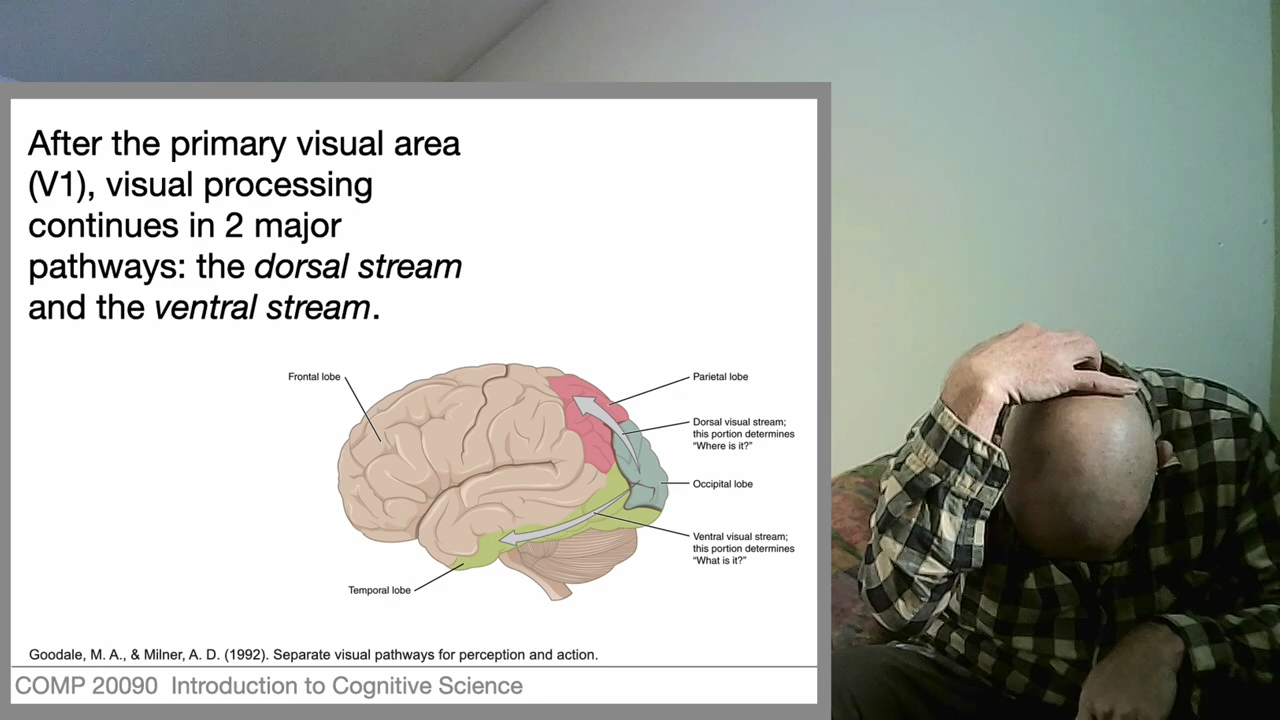 After the primary visual area
(V1), visual processing
continues in 2 major
pathways: the dorsal stream
and the ventral stream.
Frontal lobe
Parietal lobe
Dorsal visual stream;
this portion determines
“Where is it?”
Occipital lobe
Ventral visual stream;
this portion determines
“What is it?”
Temporal lobe
Goodale, M. A., & Milner, A. D. (1992). Separate visual pathways for perception and action.
COMP 20090 Introduction to Cognitive Science